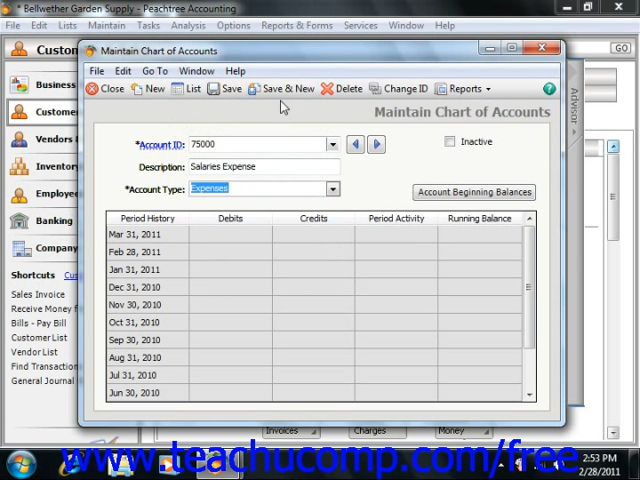 * Bellwether Garden Supply - Peachtree Accounting
File Edit Lists Maintain Tasks Analysis Options Reports & Forms Services Window Help
Custom
GO
Business
Custome
Vendors &
Inventory
Employee
Banking
Company
Shortcuts Cus
Sales Invoice
Receive Money f
Bills - Pay Bill
Customer List
Vendor List
Find Transaction
General Journal
Advisor
Maintain Chart of Accounts
File Edit Go To Window Help
Close New List Save Save & New Delete Change ID Reports
Maintain Chart of Accounts
*Account ID: 75000
Inactive
Description: Salaries Expense
*Account Type: Expenses
Account Beginning Balances
Period History Debits Credits Period Activity Running Balance
Mar 31, 2011
Feb 28, 2011
Jan 31, 2011
Dec 31, 2010
Nov 30, 2010
Oct 31, 2010
Sep 30, 2010
Aug 31, 2010
Jul 31, 2010
Jun 30, 2010
Invoices Charges Money
www.teachucomp.com/free
2:53 PM
2/28/2011